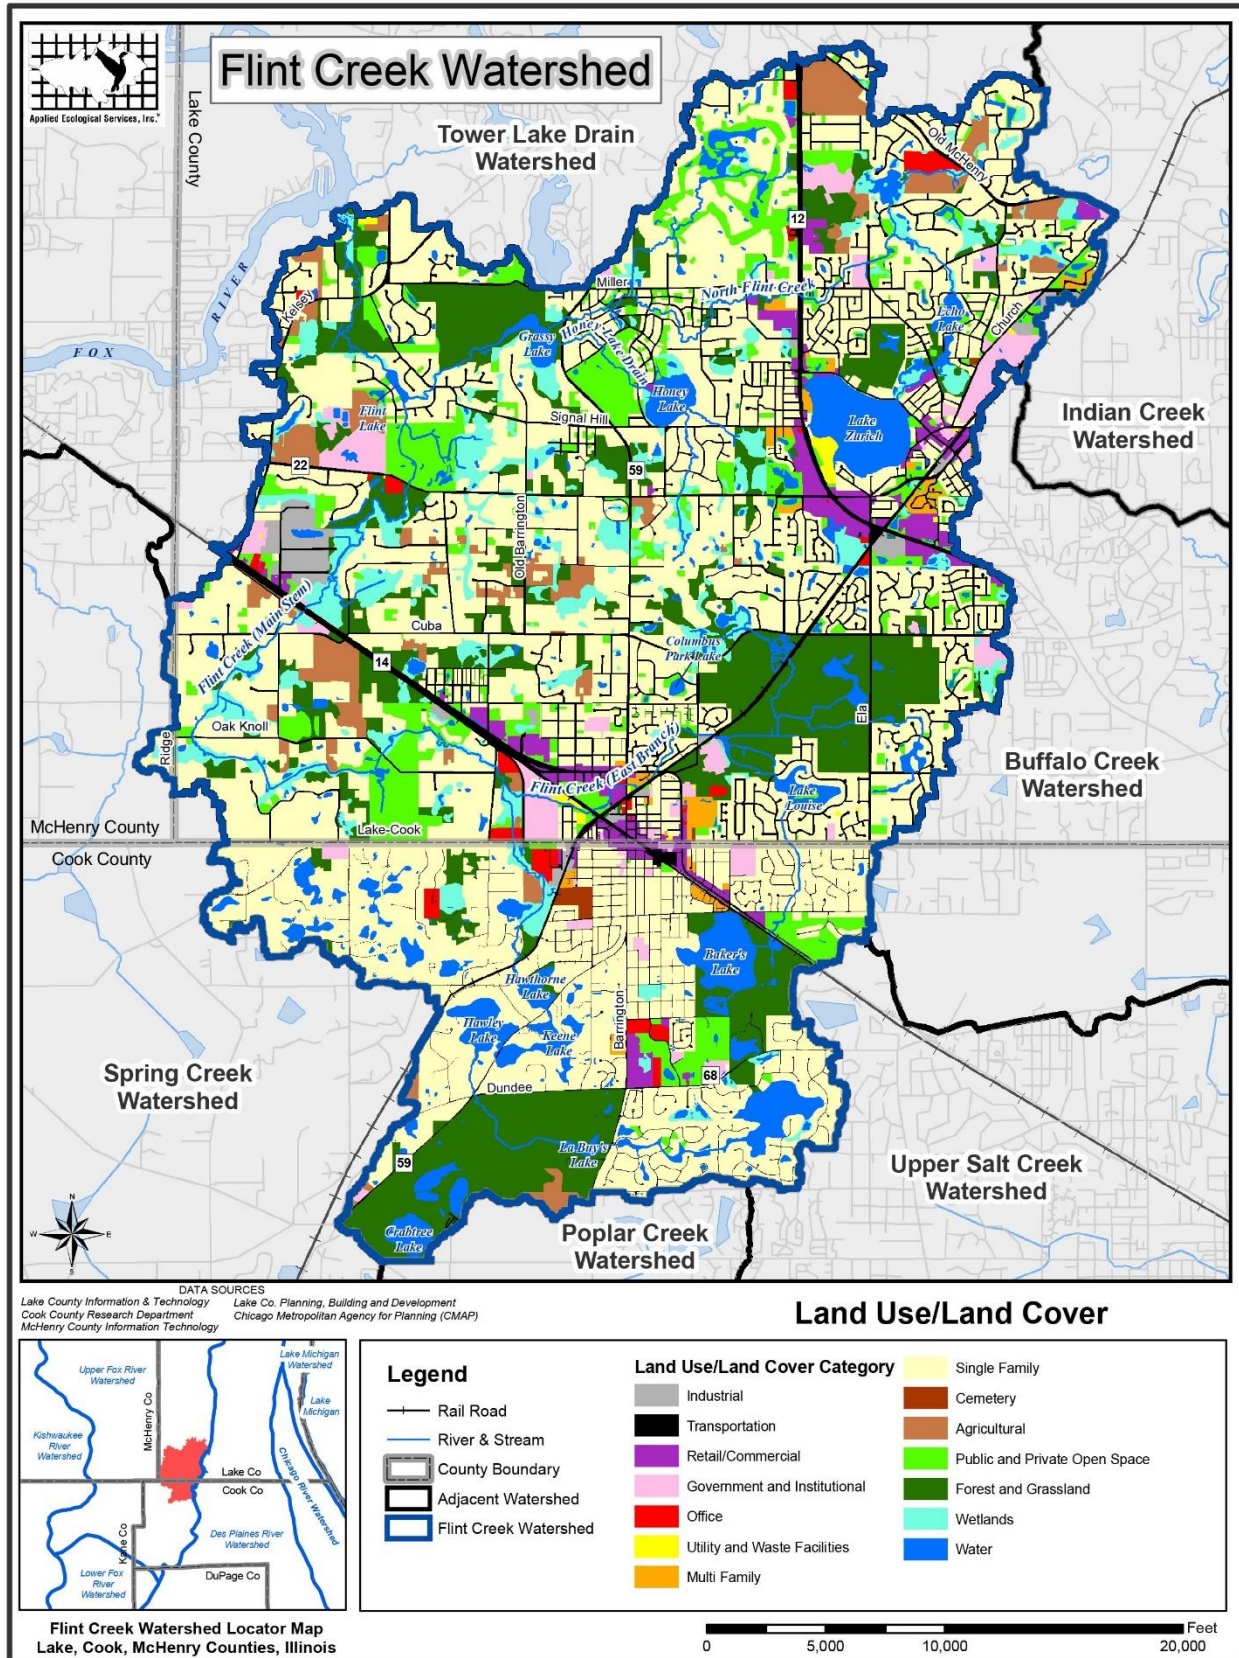 Flint Creek Watershed
Applied Ecological Services, Inc.®
Lake County
Tower Lake Drain
Watershed
Old McHenry
12
RIVER
FOX
Kelsey
Miller
North Flint Creek
Grassy
Lake
Honey Lake Drain
Echo
Lake
Church
Honey
Lake
Flint
Lake
Signal Hill
Lake
Zurich
Indian Creek
Watershed
22
59
Old Barrington
Flint Creek (Main Stem)
Cuba
Columbus
Park Lake
14
Oak Knoll
Ela
Ridge
Flint Creek (East Branch)
Buffalo Creek
Watershed
Lake
Louise
McHenry County
Lake-Cook
Cook County
Baker's
Lake
Hawthorne
Lake
Hawley
Lake
Keene
Lake
Barrington
Spring Creek
Watershed
Dundee
68
La Buy's
Lake
59
Upper Salt Creek
Watershed
Crabtree
Lake
Poplar Creek
Watershed
N
W
E
S
DATA SOURCES
Lake County Information & Technology
Cook County Research Department
McHenry County Information Technology
Lake Co. Planning, Building and Development
Chicago Metropolitan Agency for Planning (CMAP)
Land Use/Land Cover
Upper Fox River
Watershed
Lake Michigan
Watershed
McHenry Co
Lake
Michigan
Kishwaukee
River
Watershed
Chicago River Watershed
Lake Co
Cook Co
Kane Co
Des Plaines River
Watershed
DuPage Co
Lower Fox
River
Watershed
Flint Creek Watershed Locator Map
Lake, Cook, McHenry Counties, Illinois
Legend
Rail Road
River & Stream
County Boundary
Adjacent Watershed
Flint Creek Watershed
Land Use/Land Cover Category
Industrial
Transportation
Retail/Commercial
Government and Institutional
Office
Utility and Waste Facilities
Multi Family
Single Family
Cemetery
Agricultural
Public and Private Open Space
Forest and Grassland
Wetlands
Water
Feet
0
5,000
10,000
20,000